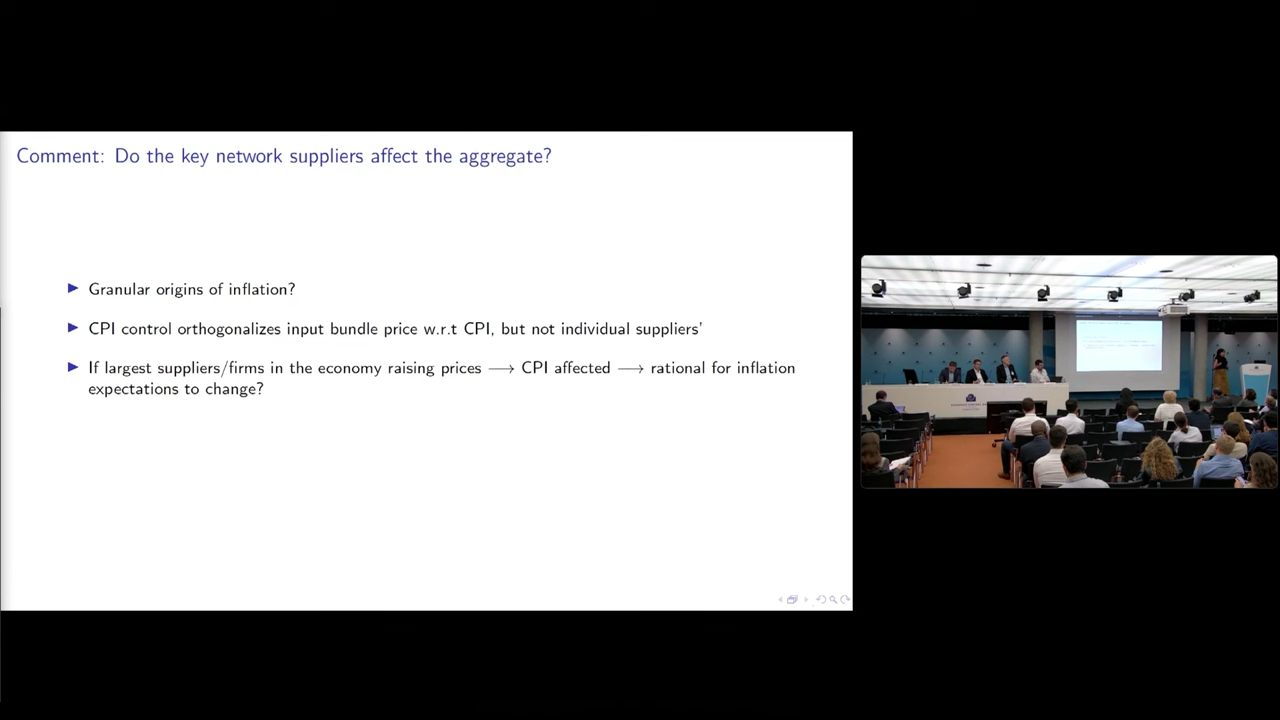 Comment: Do the key network suppliers affect the aggregate?
▶ Granular origins of inflation?
▶ CPI control orthogonalizes input bundle price w.r.t CPI, but not individual suppliers'
▶ If largest suppliers/firms in the economy raising prices ⟶ CPI affected ⟶ rational for inflation
expectations to change?